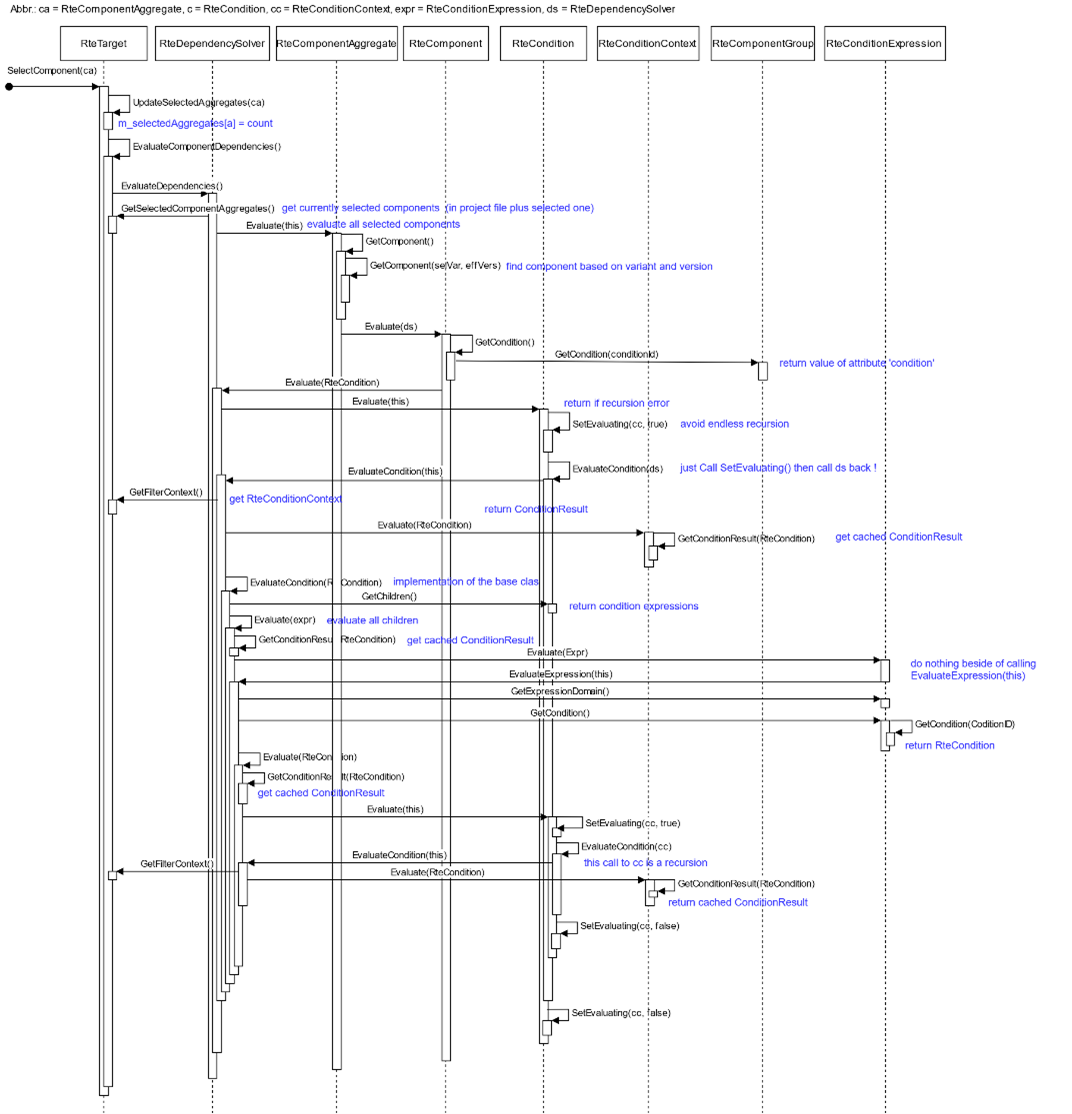 Abbr.: ca = RteComponentAggregate, c = RteCondition, cc = RteConditionContext, expr = RteConditionExpression, ds = RteDependencySolver
RteTarget
RteDependencySolver
RteComponentAggregate
RteComponent
RteCondition
RteConditionContext
RteComponentGroup
RteConditionExpression
SelectComponent(ca)
UpdateSelectedAggregates(ca)
m_selectedAggregates[a] = count
EvaluateComponentDependencies()
EvaluateDependencies()
GetSelectedComponentAggregates() get currently selected components (in project file plus selected one)
Evaluate(this) evaluate all selected components
GetComponent()
GetComponent(selVar, effVers) find component based on variant and version
Evaluate(ds)
GetCondition()
GetCondition(conditionId)
return value of attribute 'condition'
Evaluate(RteCondition)
Evaluate(this)
return if recursion error
SetEvaluating(cc, true) avoid endless recursion
EvaluateCondition(ds) just Call SetEvaluating() then call ds back !
EvaluateCondition(this)
GetFilterContext()
get RteConditionContext
return ConditionResult
Evaluate(RteCondition)
GetConditionResult(RteCondition) get cached ConditionResult
EvaluateCondition(RteCondition) implementation of the base clas
GetChildren()
return condition expressions
Evaluate(expr) evaluate all children
GetConditionResult(RteCondition) get cached ConditionResult
Evaluate(Expr)
do nothing beside of calling
EvaluateExpression(this)
EvaluateExpression(this)
GetExpressionDomain()
GetCondition()
GetCondition(CoditionID)
return RteCondition
Evaluate(RteCondition)
GetConditionResult(RteCondition)
get cached ConditionResult
Evaluate(this)
SetEvaluating(cc, true)
EvaluateCondition(cc)
EvaluateCondition(this)
this call to cc is a recursion
GetFilterContext()
Evaluate(RteCondition)
GetConditionResult(RteCondition)
return cached ConditionResult
SetEvaluating(cc, false)
SetEvaluating(cc, false)